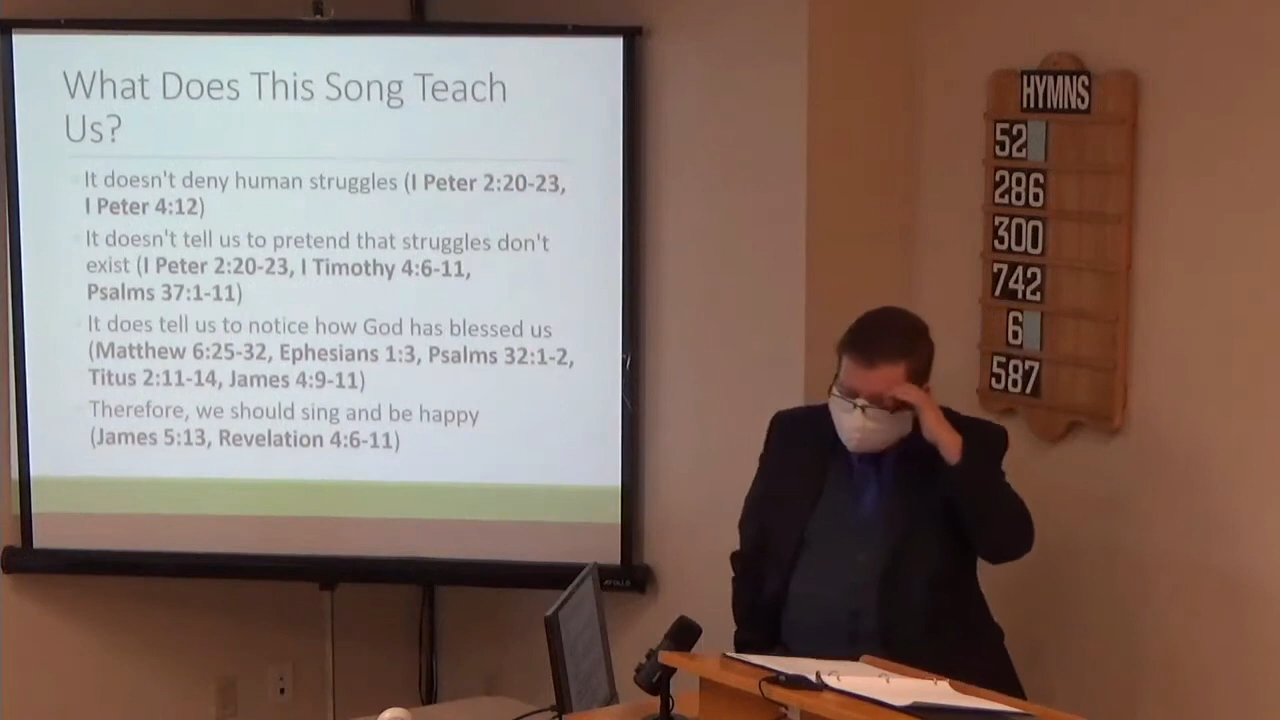 What Does This Song Teach
Us?
It doesn't deny human struggles (I Peter 2:20-23,
I Peter 4:12)
It doesn't tell us to pretend that struggles don't
exist (I Peter 2:20-23, I Timothy 4:6-11,
Psalms 37:1-11)
It does tell us to notice how God has blessed us
(Matthew 6:25-32, Ephesians 1:3, Psalms 32:1-2,
Titus 2:11-14, James 4:9-11)
Therefore, we should sing and be happy
(James 5:13, Revelation 4:6-11)
APOLLO
HYMNS
52
286
300
742
6
587